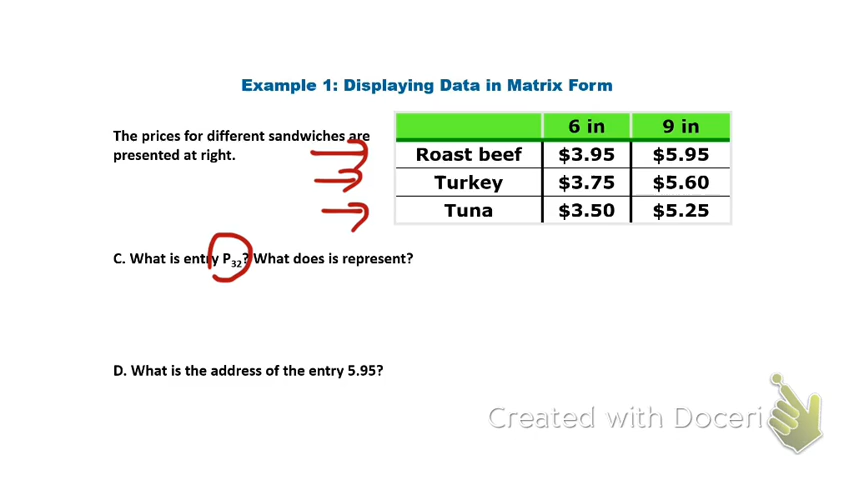 Example 1: Displaying Data in Matrix Form
The prices for different sandwiches are
presented at right.
6 in 9 in
Roast beef $3.95 $5.95
Turkey $3.75 $5.60
Tuna $3.50 $5.25
C. What is entry P32? What does is represent?
D. What is the address of the entry 5.95?
Created with Doceri